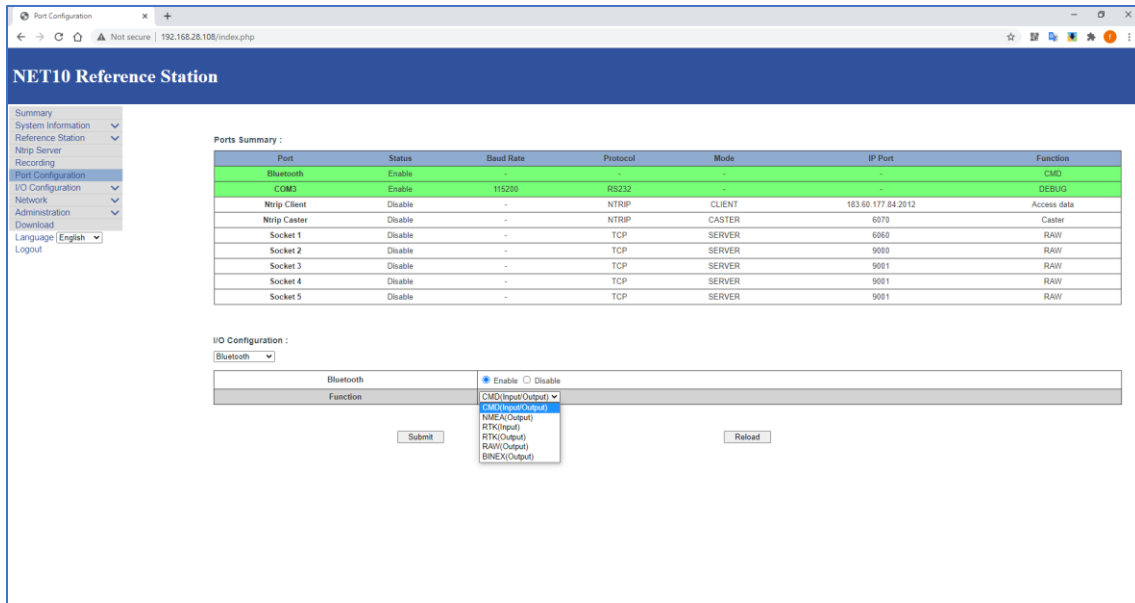 Port Configuration
Not secure | 192.168.28.108/index.php
NET10 Reference Station
Summary
System Information
Reference Station
Ntrip Server
Recording
Port Configuration
I/O Configuration
Network
Administration
Download
Language English
Logout
Ports Summary :
Port Status Baud Rate Protocol Mode IP Port Function
Bluetooth Enable - - - - CMD
COM3 Enable 115200 RS232 - - DEBUG
Ntrip Client Disable - NTRIP CLIENT 183.60.177.84:2012 Access data
Ntrip Caster Disable - NTRIP CASTER 6070 Caster
Socket 1 Disable - TCP SERVER 6060 RAW
Socket 2 Disable - TCP SERVER 9000 RAW
Socket 3 Disable - TCP SERVER 9001 RAW
Socket 4 Disable - TCP SERVER 9001 RAW
Socket 5 Disable - TCP SERVER 9001 RAW
I/O Configuration :
Bluetooth
Bluetooth Enable Disable
Function CMD(Input/Output)
CMD(Input/Output)
NMEA(Output)
RTK(Input)
RTK(Output)
RAW(Output)
BINEX(Output)
Submit Reload